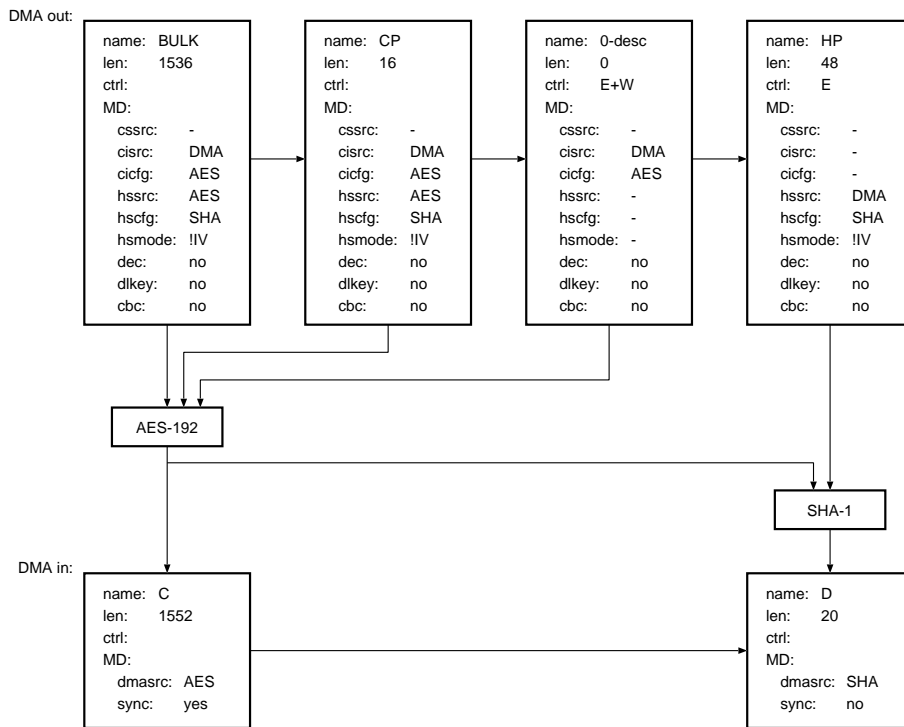 DMA out:
name: BULK
len: 1536
ctrl:
MD:
cssrc: -
cisrc: DMA
cicfg: AES
hssrc: AES
hscfg: SHA
hsmode: !IV
dec: no
dlkey: no
cbc: no
name: CP
len: 16
ctrl:
MD:
cssrc: -
cisrc: DMA
cicfg: AES
hssrc: AES
hscfg: SHA
hsmode: !IV
dec: no
dlkey: no
cbc: no
name: 0-desc
len: 0
ctrl: E+W
MD:
cssrc: -
cisrc: DMA
cicfg: AES
hssrc: -
hscfg: -
hsmode: -
dec: no
dlkey: no
cbc: no
name: HP
len: 48
ctrl: E
MD:
cssrc: -
cisrc: -
cicfg: -
hssrc: DMA
hscfg: SHA
hsmode: !IV
dec: no
dlkey: no
cbc: no
AES-192
SHA-1
DMA in:
name: C
len: 1552
ctrl:
MD:
dmasrc: AES
sync: yes
name: D
len: 20
ctrl:
MD:
dmasrc: SHA
sync: no